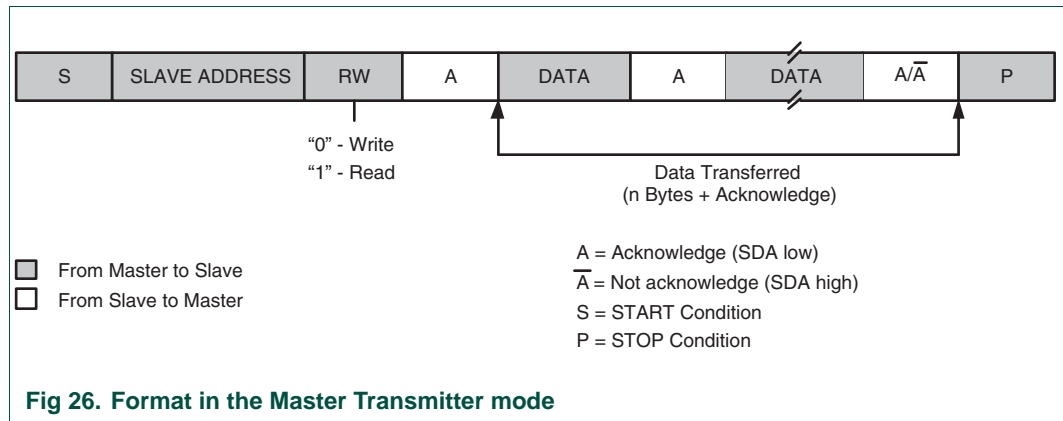 S SLAVE ADDRESS RW A DATA A DATA A/A̅ P
“0” - Write
“1” - Read
Data Transferred
(n Bytes + Acknowledge)
From Master to Slave
From Slave to Master
A = Acknowledge (SDA low)
A̅ = Not acknowledge (SDA high)
S = START Condition
P = STOP Condition
Fig 26. Format in the Master Transmitter mode